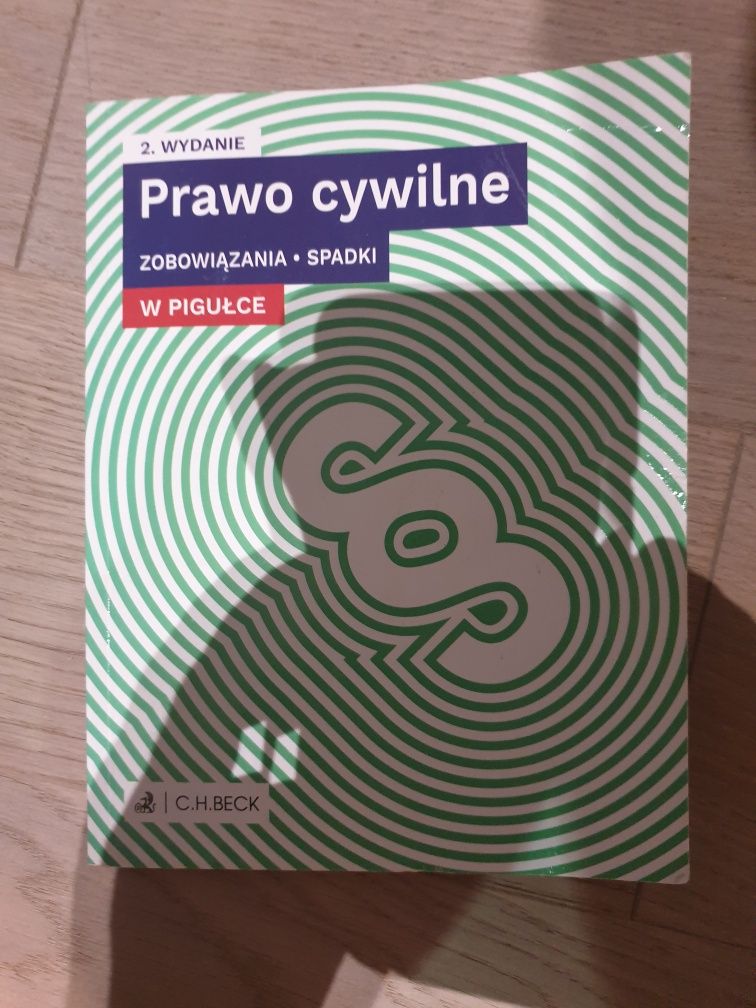 2. WYDANIE
Prawo cywilne
ZOBOWIĄZANIA • SPADKI
W PIGUŁCE
§
C.H.BECK